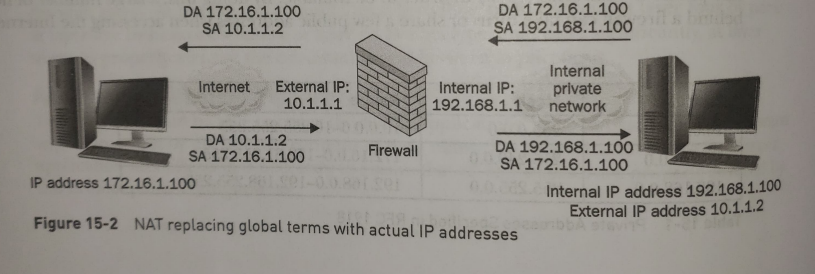 DA 172.16.1.100
SA 10.1.1.2
DA 172.16.1.100
SA 192.168.1.100
Internet
External IP:
10.1.1.1
Internal IP:
192.168.1.1
Internal
private
network
DA 10.1.1.2
SA 172.16.1.100
Firewall
DA 192.168.1.100
SA 172.16.1.100
IP address 172.16.1.100
Internal IP address 192.168.1.100
External IP address 10.1.1.2
Figure 15-2 NAT replacing global terms with actual IP addresses